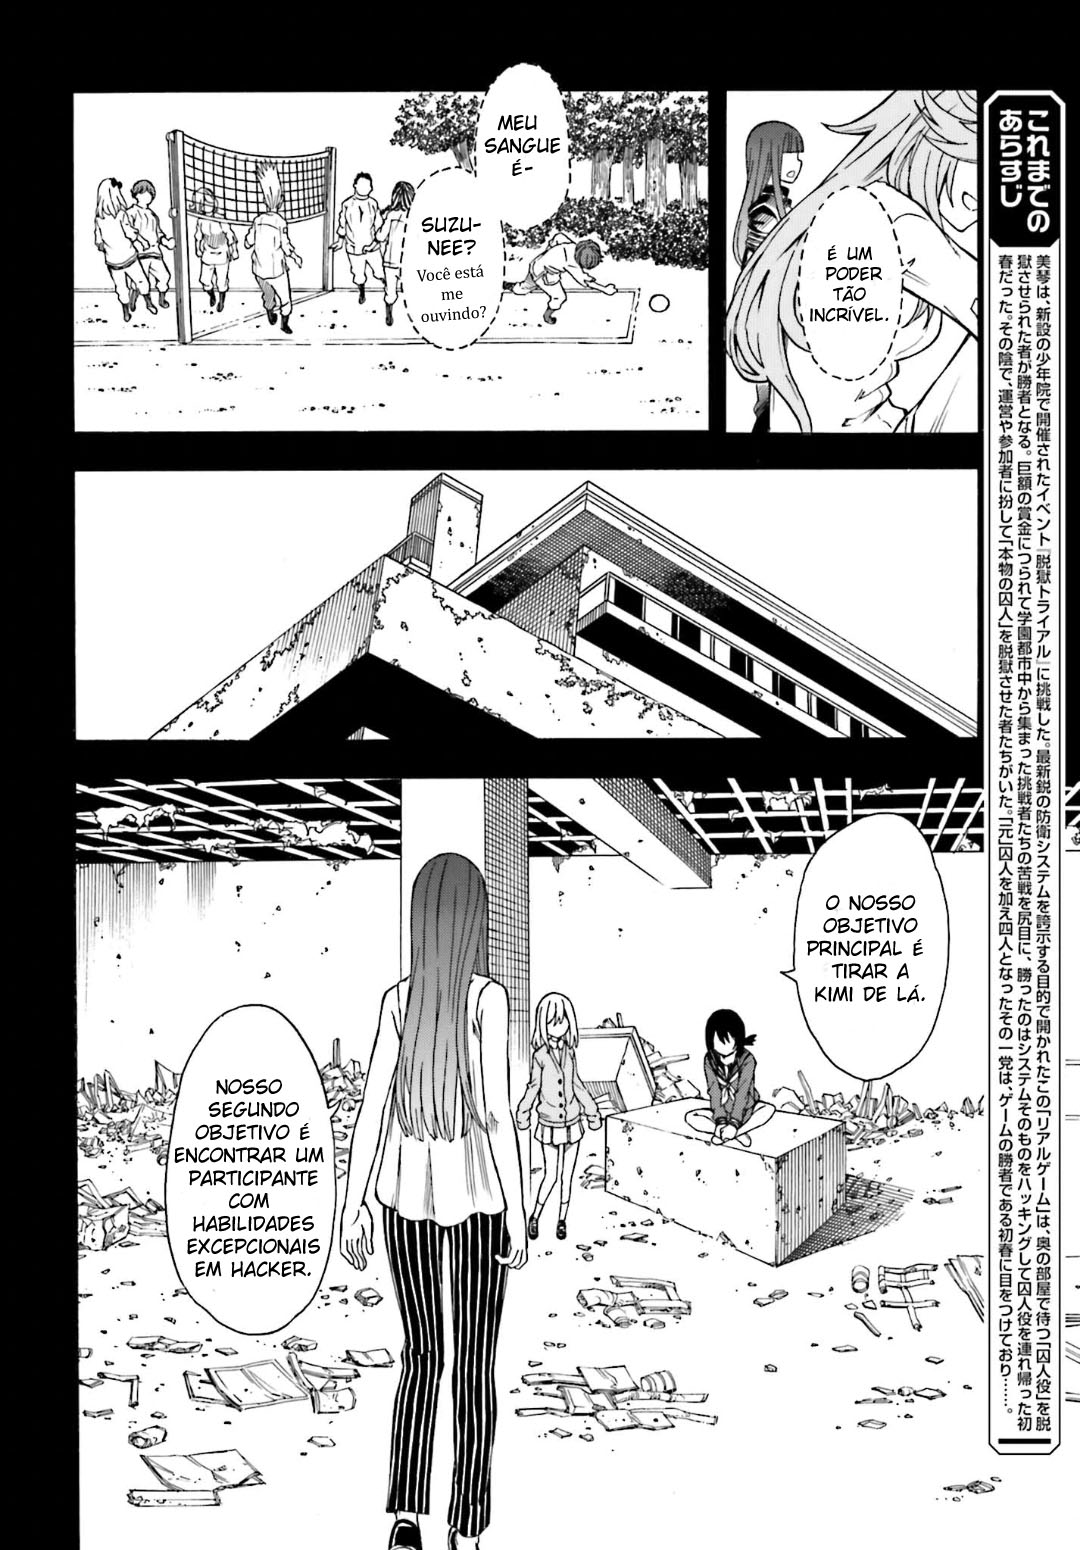 これまでの
あらすじ
美琴は、新設の少年院で開催されたイベント『脱獄トライアル』に挑戦した。最新鋭の防衛システムを誇示する目的で開かれたこの「リアルゲーム」は、奥の部屋で待つ「囚人役」を脱
獄させられた者が勝者となる。巨額の賞金につられて学園都市中から集まった挑戦者たちの苦戦を尻目に、勝ったのはシステムそのものをハッキングして囚人役を連れ帰った初
春だった。その陰で、運営や参加者に扮して「本物の囚人」を脱獄させた者たちがいた。「元」囚人を加え四人となったその一党は、ゲームの勝者である初春に目をつけており……。
É UM
PODER
TÃO
INCRÍVEL.
MEU
SANGUE
É-
SUZU-
NEE?
Você está
me
ouvindo?
O NOSSO
OBJETIVO
PRINCIPAL É
TIRAR A
KIMI DE LÁ.
NOSSO
SEGUNDO
OBJETIVO É
ENCONTRAR UM
PARTICIPANTE
COM
HABILIDADES
EXCEPCIONAIS
EM HACKER.